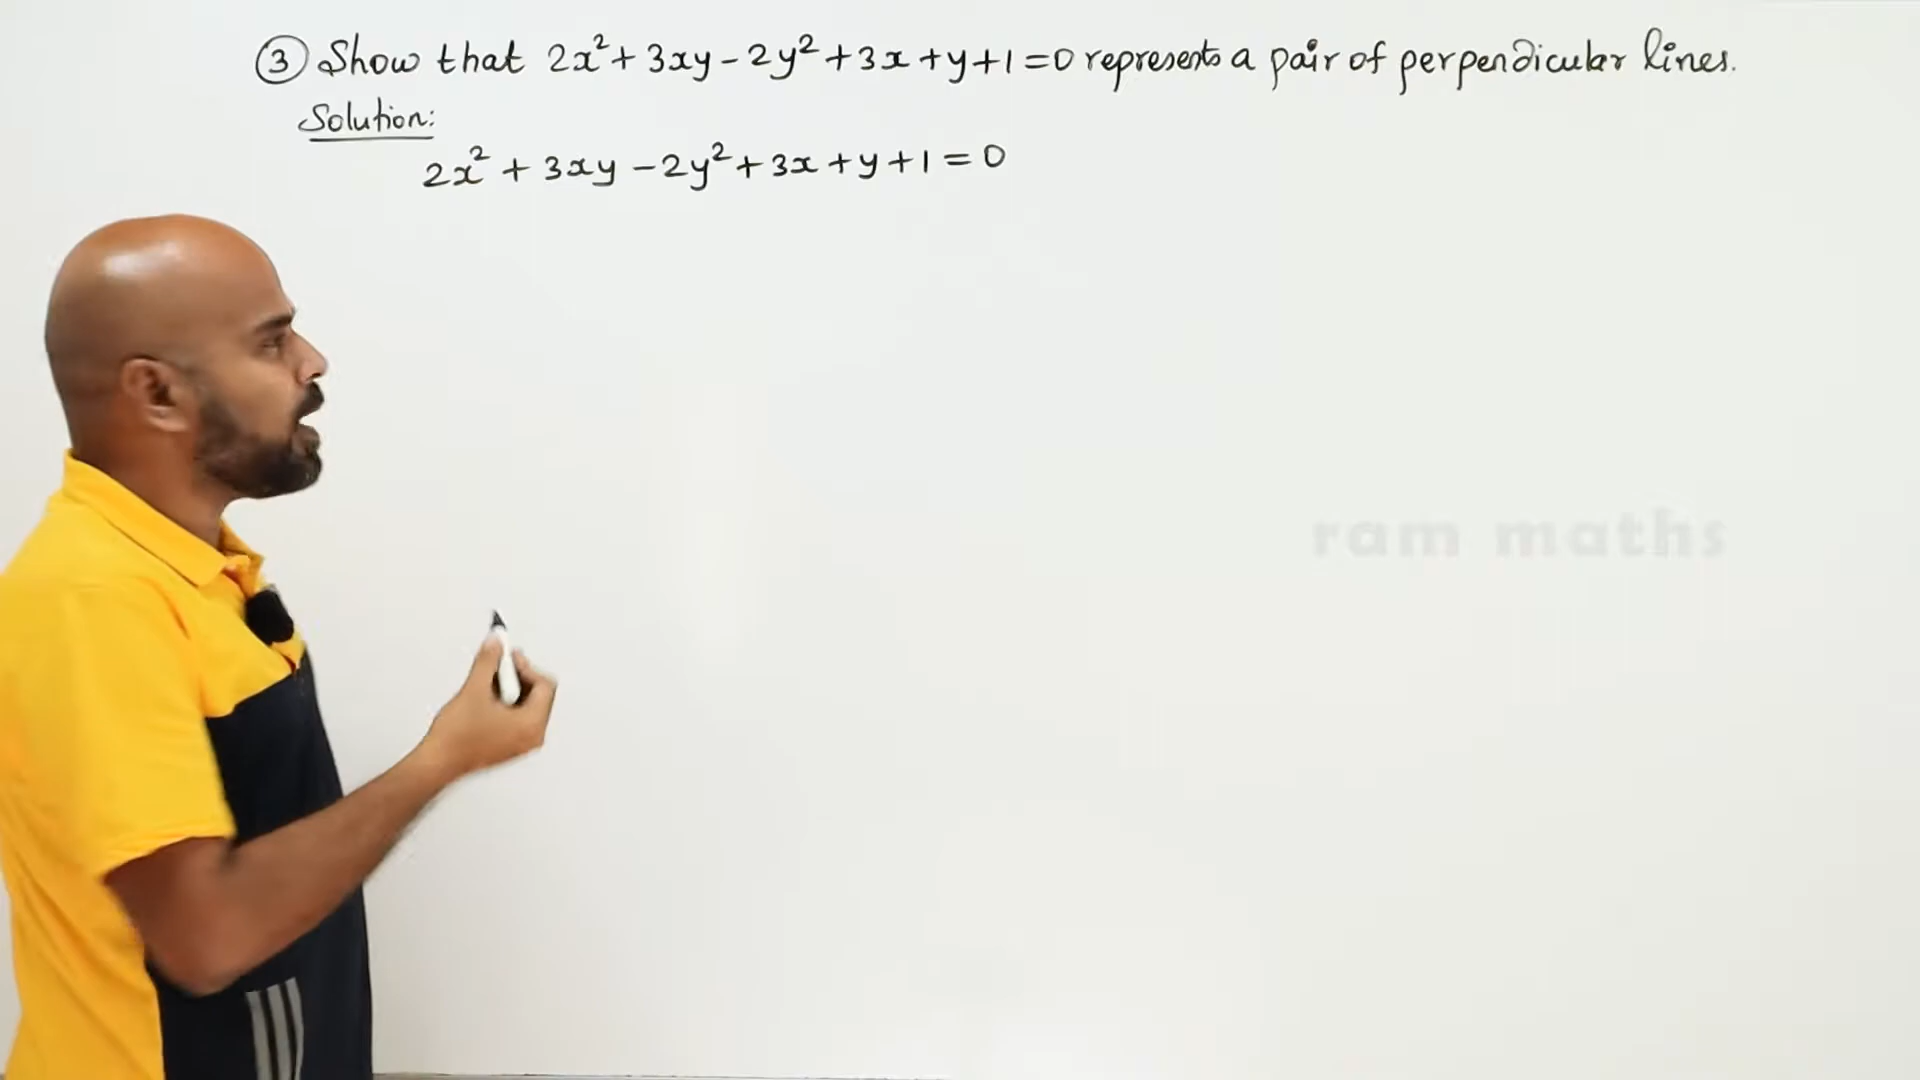 ③ Show that 2x² + 3xy - 2y² + 3x + y + 1 = 0 represents a pair of perpendicular lines.
Solution:
2x² + 3xy - 2y² + 3x + y + 1 = 0
ram maths